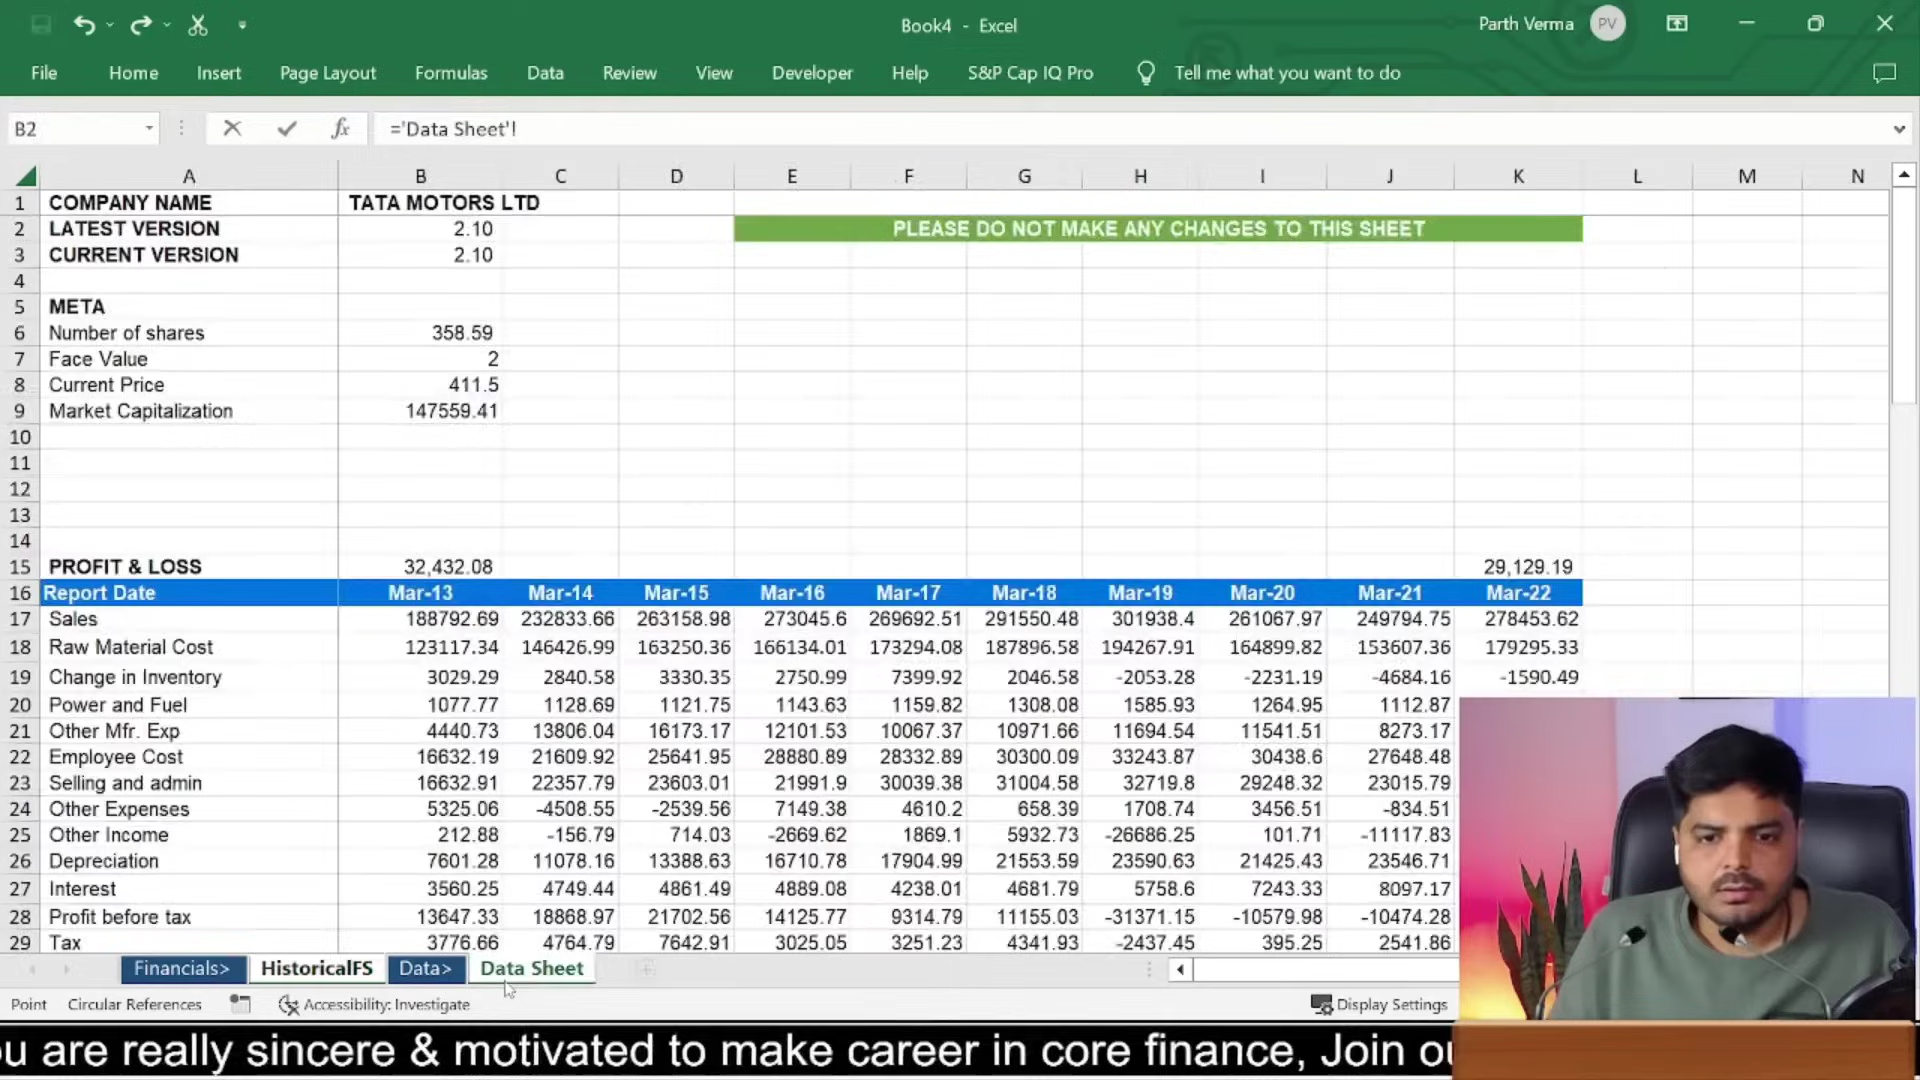 Book4 - Excel
Parth Verma
PV
File Home Insert Page Layout Formulas Data Review View Developer Help S&P Cap IQ Pro Tell me what you want to do
B2 fx ='Data Sheet'!
A B C D E F G H I J K L M N
1 COMPANY NAME TATA MOTORS LTD
2 LATEST VERSION 2.10 PLEASE DO NOT MAKE ANY CHANGES TO THIS SHEET
3 CURRENT VERSION 2.10
4
5 META
6 Number of shares 358.59
7 Face Value 2
8 Current Price 411.5
9 Market Capitalization 147559.41
10
11
12
13
14
15 PROFIT & LOSS 32,432.08 29,129.19
16 Report Date Mar-13 Mar-14 Mar-15 Mar-16 Mar-17 Mar-18 Mar-19 Mar-20 Mar-21 Mar-22
17 Sales 188792.69 232833.66 263158.98 273045.6 269692.51 291550.48 301938.4 261067.97 249794.75 278453.62
18 Raw Material Cost 123117.34 146426.99 163250.36 166134.01 173294.08 187896.58 194267.91 164899.82 153607.36 179295.33
19 Change in Inventory 3029.29 2840.58 3330.35 2750.99 7399.92 2046.58 -2053.28 -2231.19 -4684.16 -1590.49
20 Power and Fuel 1077.77 1128.69 1121.75 1143.63 1159.82 1308.08 1585.93 1264.95 1112.87
21 Other Mfr. Exp 4440.73 13806.04 16173.17 12101.53 10067.37 10971.66 11694.54 11541.51 8273.17
22 Employee Cost 16632.19 21609.92 25641.95 28880.89 28332.89 30300.09 33243.87 30438.6 27648.48
23 Selling and admin 16632.91 22357.79 23603.01 21991.9 30039.38 31004.58 32719.8 29248.32 23015.79
24 Other Expenses 5325.06 -4508.55 -2539.56 7149.38 4610.2 658.39 1708.74 3456.51 -834.51
25 Other Income 212.88 -156.79 714.03 -2669.62 1869.1 5932.73 -26686.25 101.71 -11117.83
26 Depreciation 7601.28 11078.16 13388.63 16710.78 17904.99 21553.59 23590.63 21425.43 23546.71
27 Interest 3560.25 4749.44 4861.49 4889.08 4238.01 4681.79 5758.6 7243.33 8097.17
28 Profit before tax 13647.33 18868.97 21702.56 14125.77 9314.79 11155.03 -31371.15 -10579.98 -10474.28
29 Tax 3776.66 4764.79 7642.91 3025.05 3251.23 4341.93 -2437.45 395.25 2541.86
Financials> HistoricalFS Data> Data Sheet
Point Circular References Accessibility: Investigate Display Settings
u are really sincere & motivated to make career in core finance, Join ou